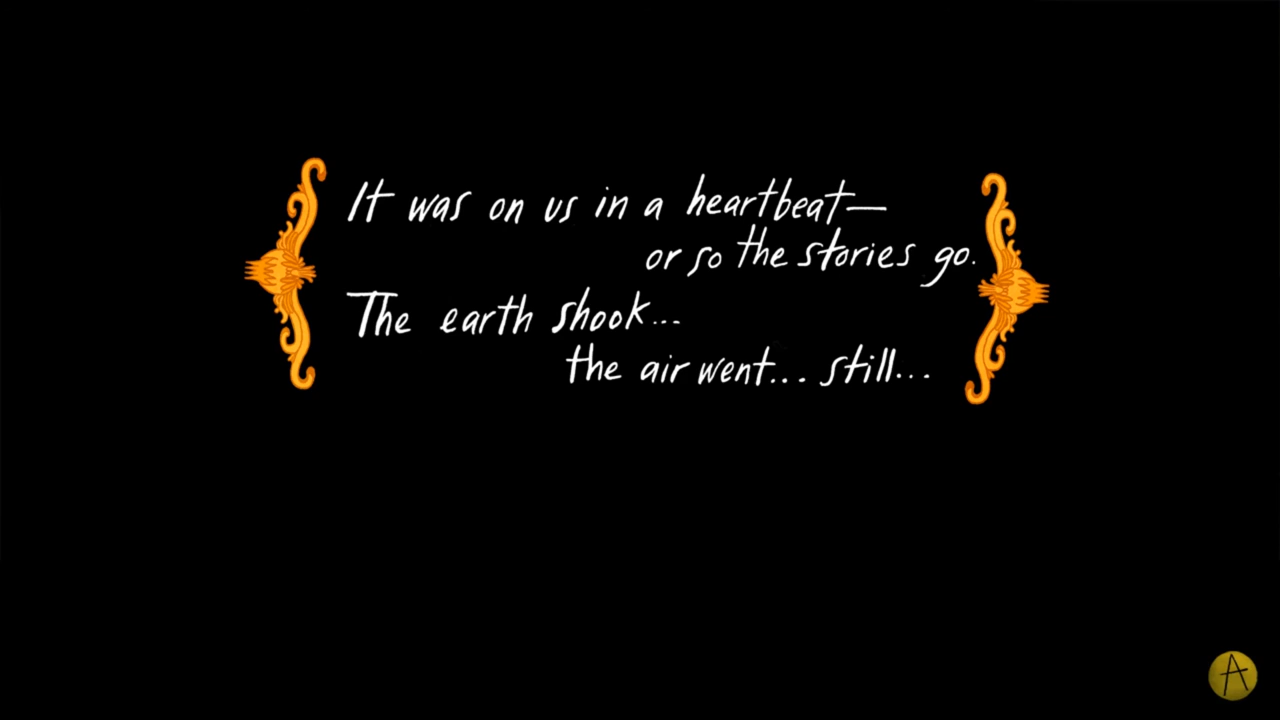 It was on us in a heartbeat—
or so the stories go.
The earth shook...
the air went... still...
A